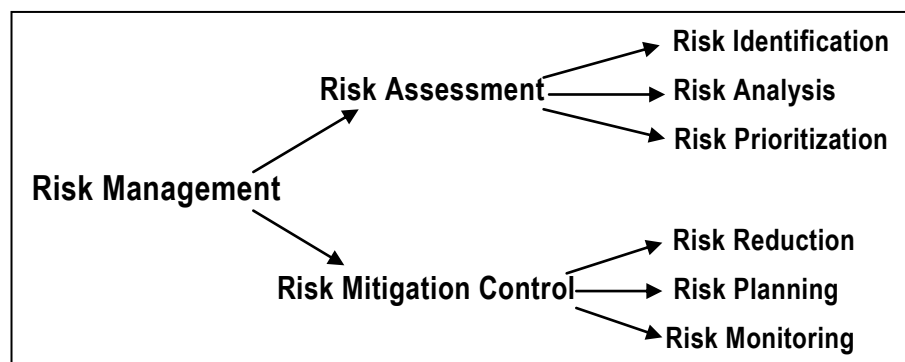 Risk Identification
Risk Assessment
Risk Analysis
Risk Prioritization
Risk Management
Risk Reduction
Risk Mitigation Control
Risk Planning
Risk Monitoring